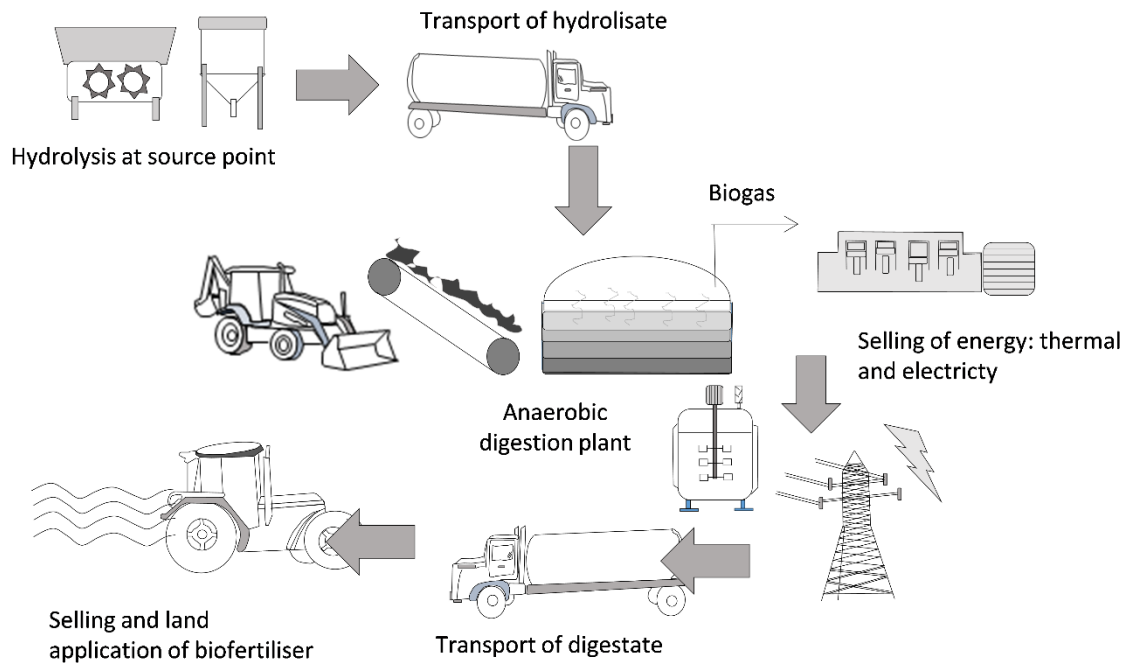 Transport of hydrolisate
Hydrolysis at source point
Biogas
Selling of energy: thermal
and electricty
Anaerobic
digestion plant
Selling and land
application of biofertiliser
Transport of digestate